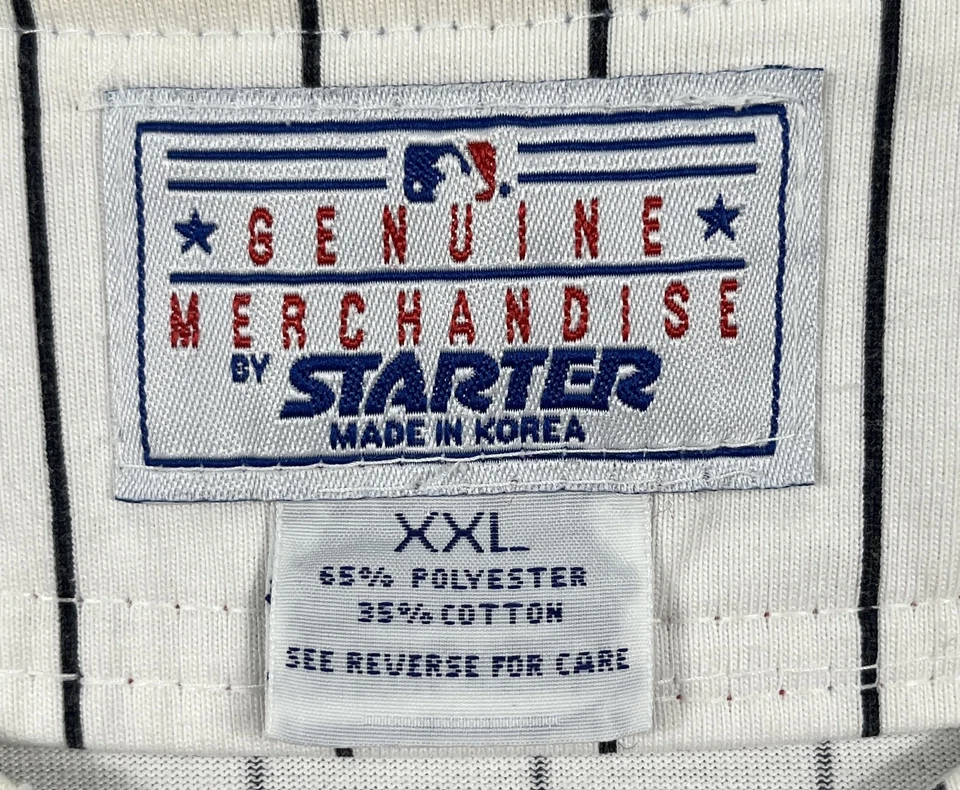 GENUINE
MERCHANDISE
BY STARTER
MADE IN KOREA
XXL
65% POLYESTER
35% COTTON
SEE REVERSE FOR CARE